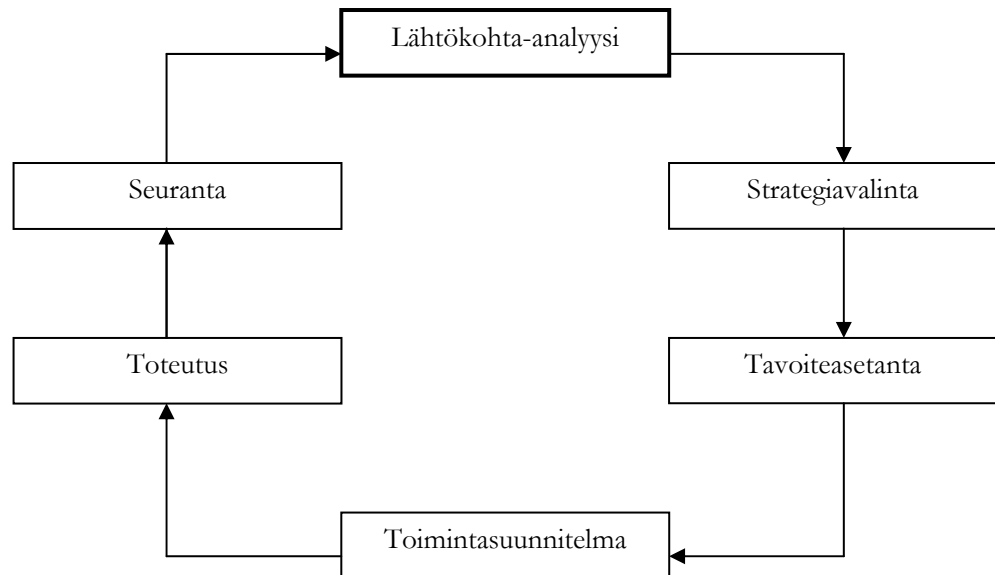 Lähtökohta-analyysi
Seuranta
Strategiavalinta
Toteutus
Tavoiteasetanta
Toimintasuunnitelma